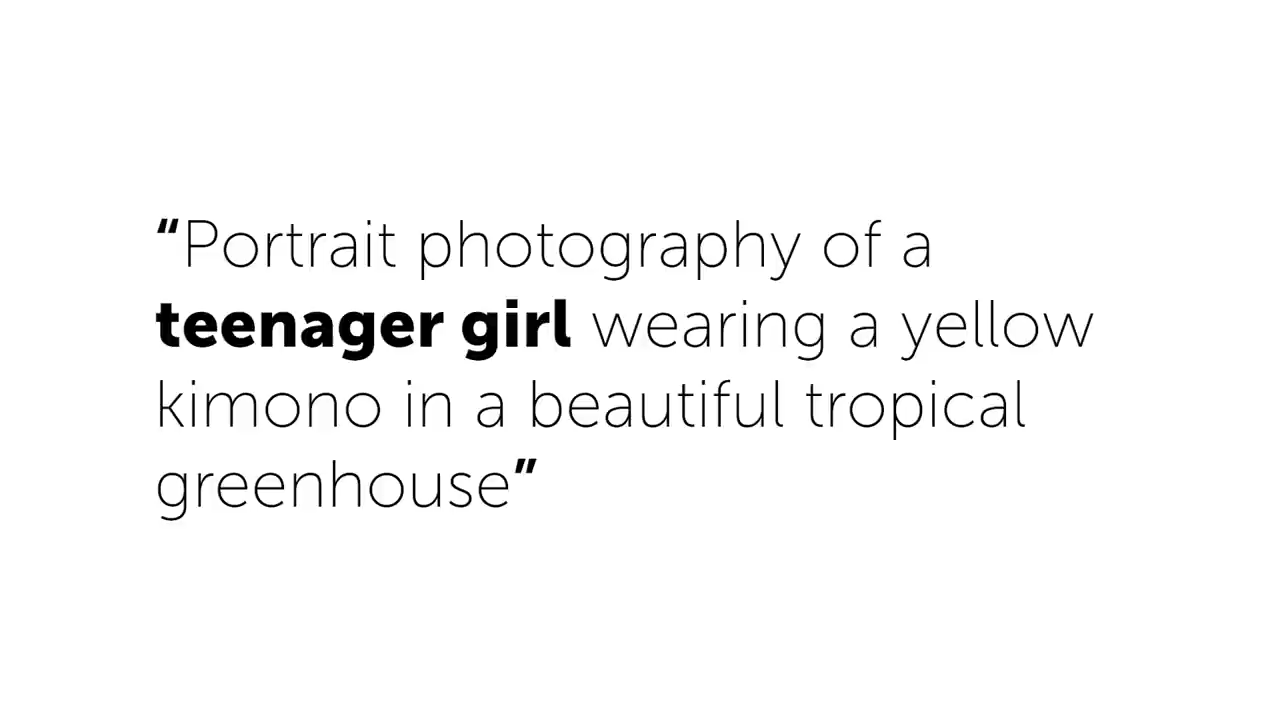 “Portrait photography of a
teenager girl wearing a yellow
kimono in a beautiful tropical
greenhouse”